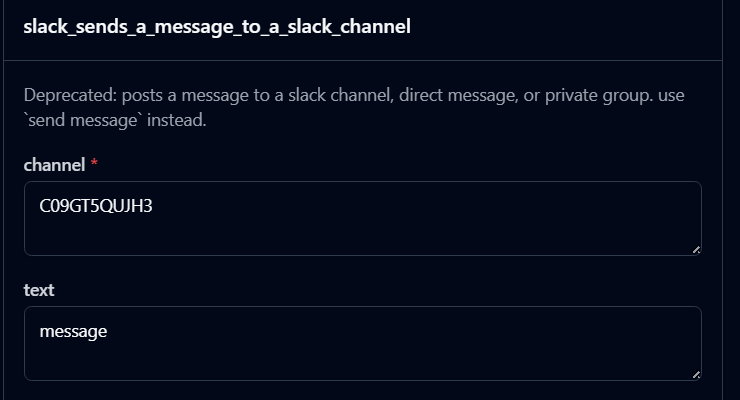 slack_sends_a_message_to_a_slack_channel
Deprecated: posts a message to a slack channel, direct message, or private group. use
`send message` instead.
channel *
C09GT5QUJH3
text
message